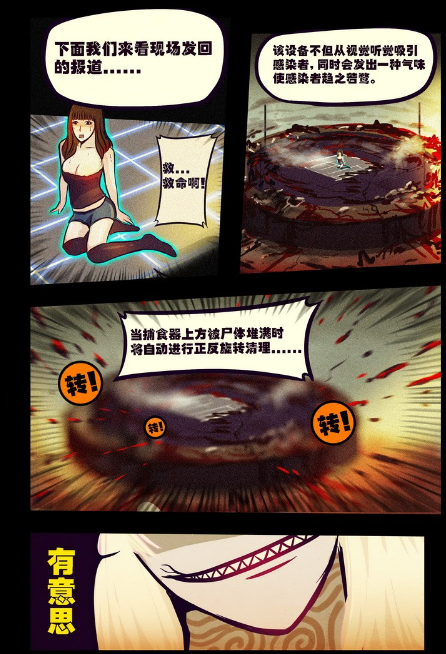 下面我们来看现场发回
的报道......
该设备不但从视觉听觉吸引
感染者,同时会发出一种气味
使感染者趋之若鹜。
救...
救命啊!
当捕食器上方被尸体堆满时
将自动进行正反旋转清理......
转!
转!
转!
有意思